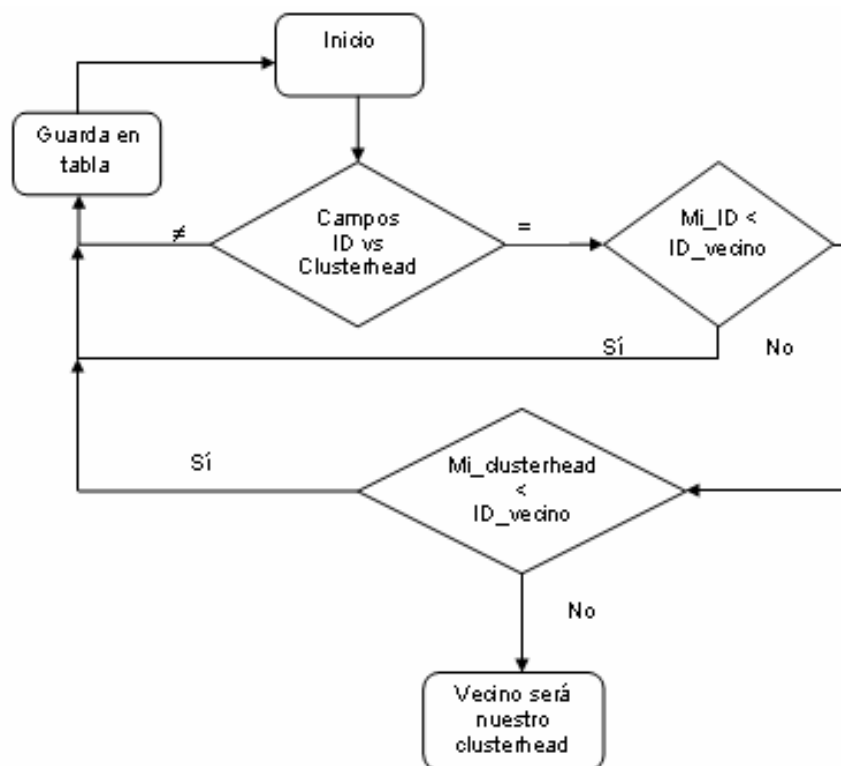 Inicio
Guarda en
tabla
Campos
ID vs
Clusterhead
≠
=
Mi_ID <
ID_vecino
Sí
No
Sí
Mi_clusterhead
<
ID_vecino
No
Vecino será
nuestro
clusterhead